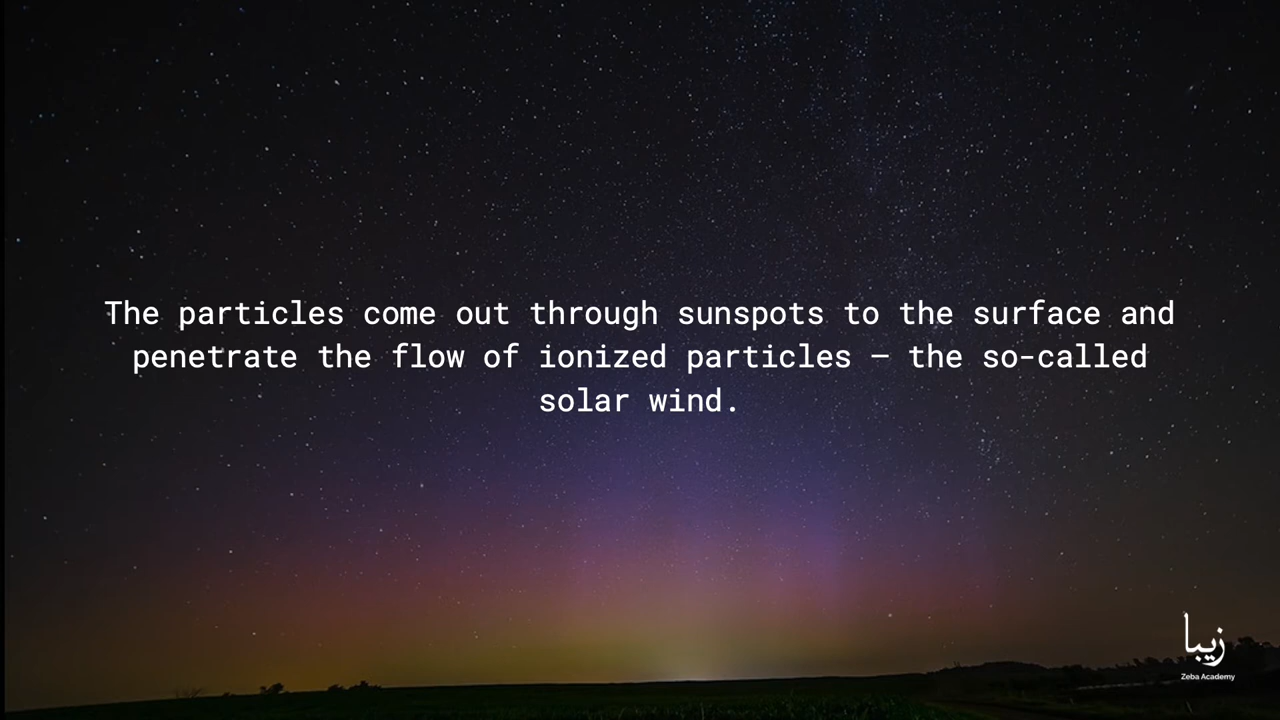 The particles come out through sunspots to the surface and
penetrate the flow of ionized particles – the so-called
solar wind.
زیبا
Zeba Academy